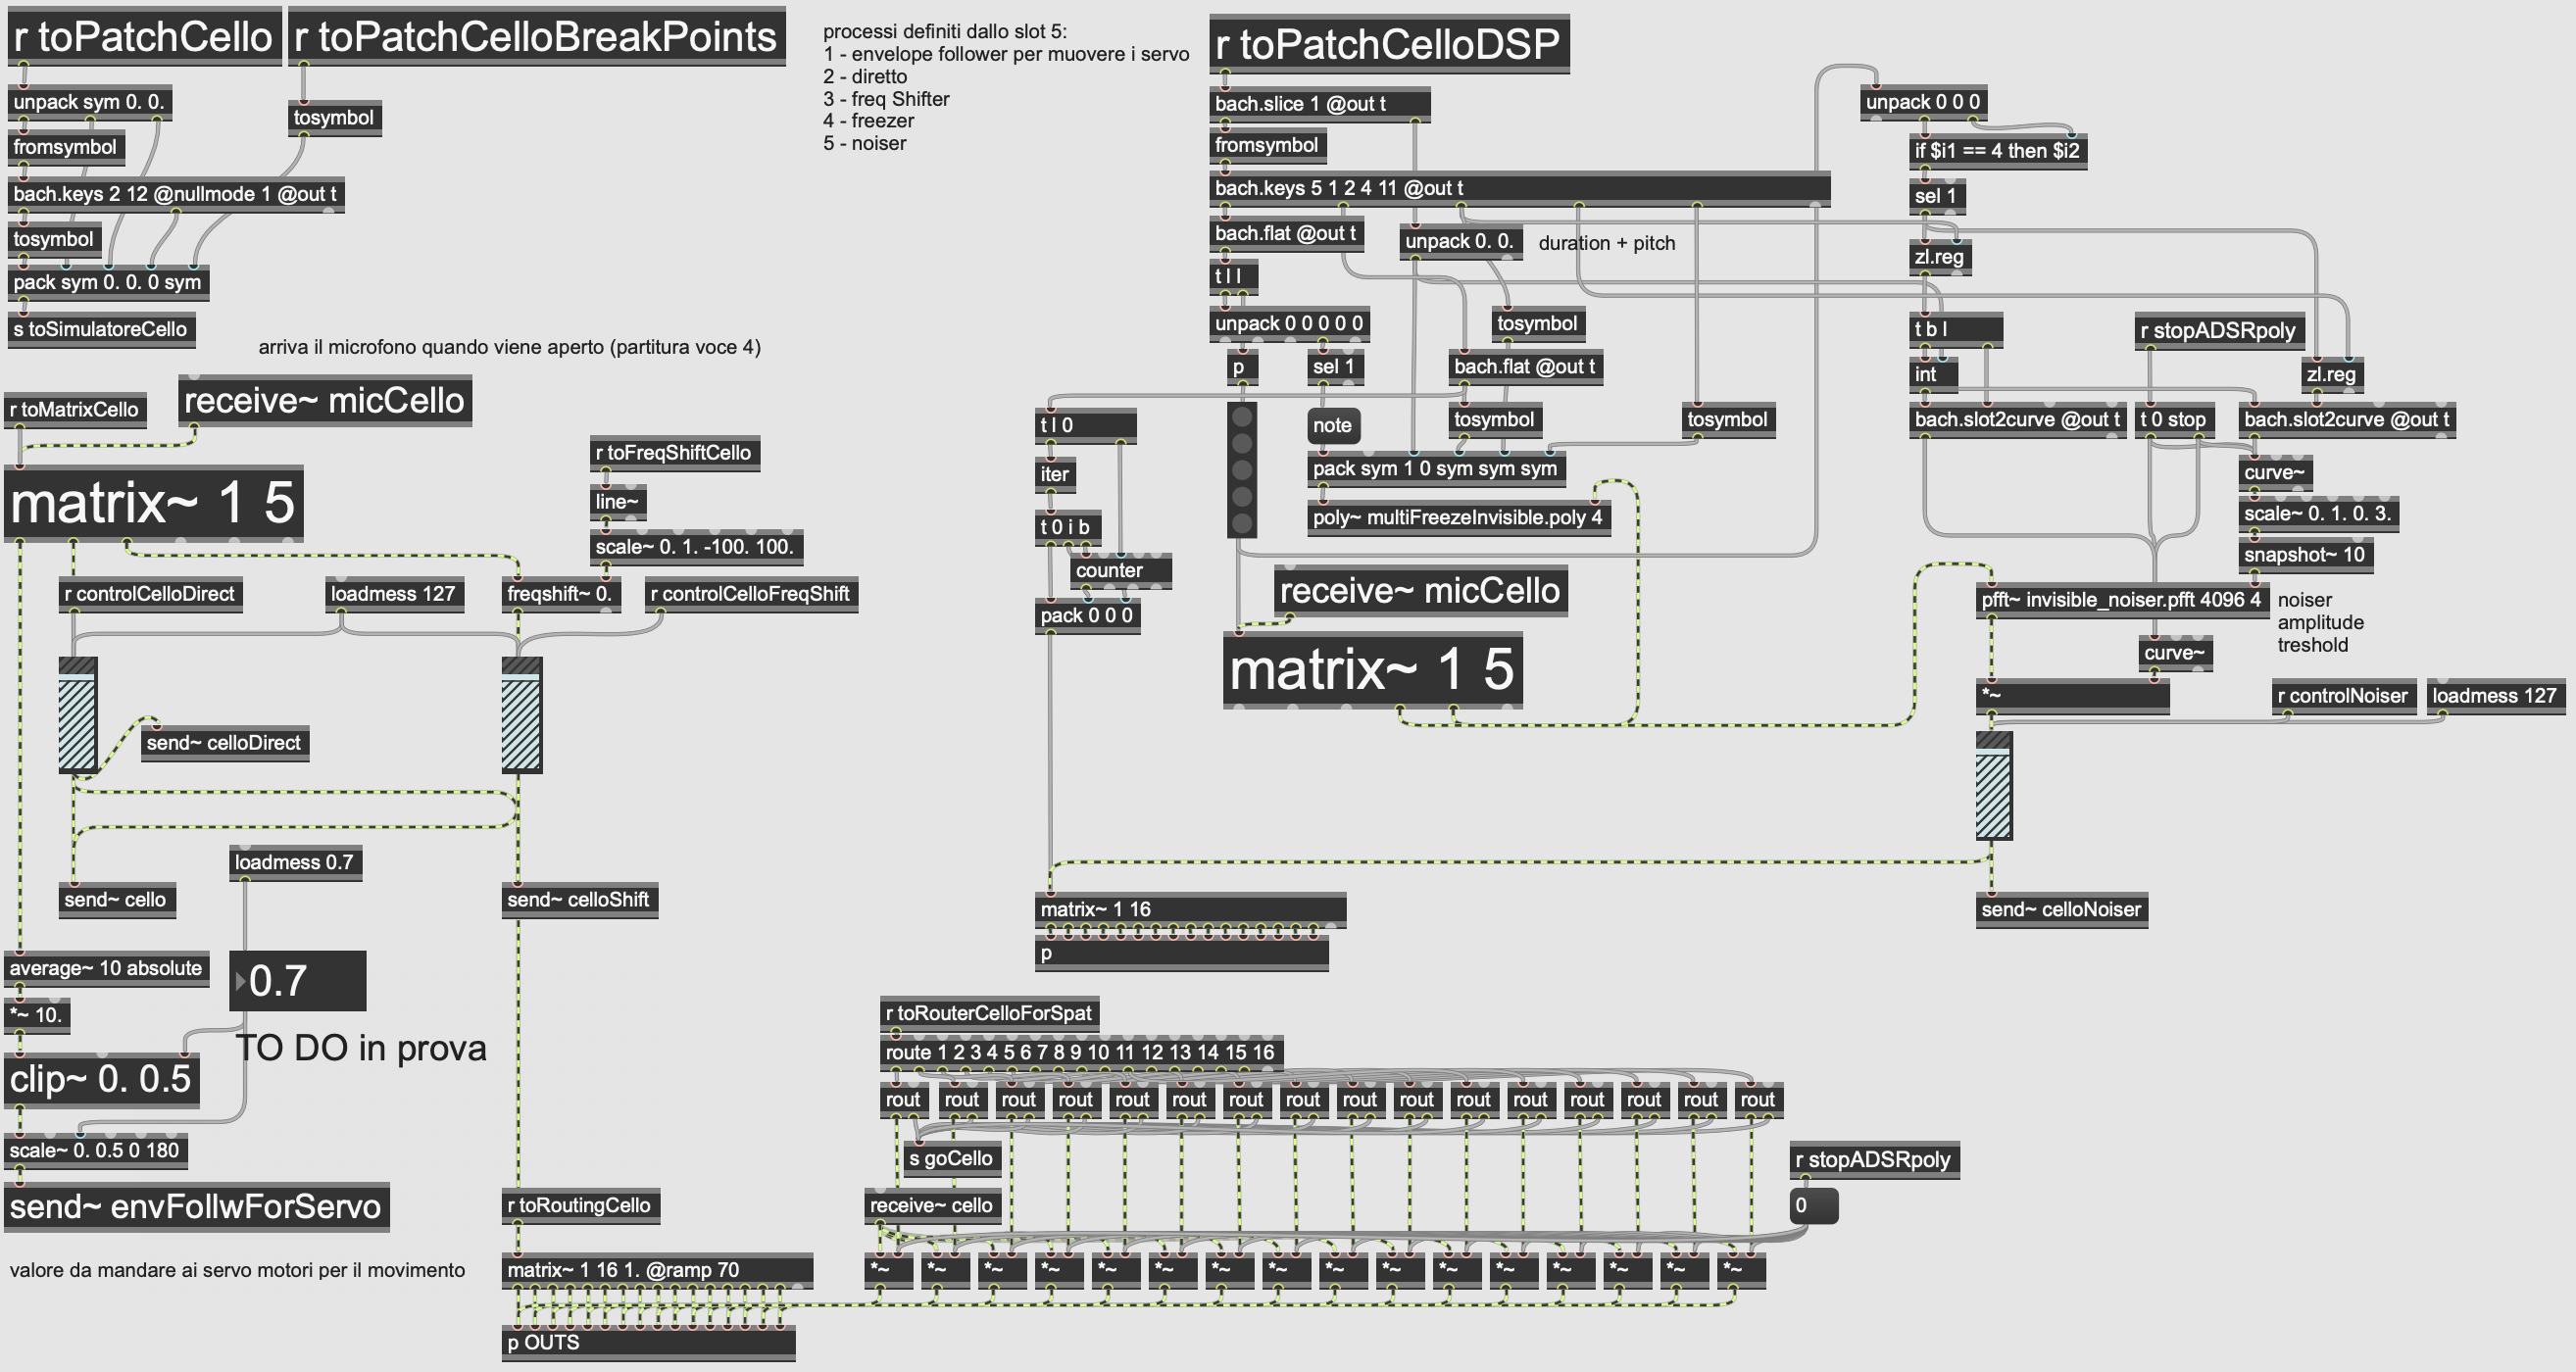 r toPatchCello
r toPatchCelloBreakPoints
unpack sym 0. 0.
tosymbol
fromsymbol
bach.keys 2 12 @nullmode 1 @out t
tosymbol
pack sym 0. 0. 0 sym
s toSimulatoreCello
processi definiti dallo slot 5:
1 - envelope follower per muovere i servo
2 - diretto
3 - freq Shifter
4 - freezer
5 - noiser
arriva il microfono quando viene aperto (partitura voce 4)
r toMatrixCello
receive~ micCello
matrix~ 1 5
r toFreqShiftCello
line~
scale~ 0. 1. -100. 100.
r controlCelloDirect
loadmess 127
freqshift~ 0.
r controlCelloFreqShift
send~ celloDirect
loadmess 0.7
send~ cello
send~ celloShift
average~ 10 absolute
0.7
*~ 10.
TO DO in prova
clip~ 0. 0.5
scale~ 0. 0.5 0 180
send~ envFollwForServo
valore da mandare ai servo motori per il movimento
r toRoutingCello
matrix~ 1 16 1. @ramp 70
p OUTS
r toPatchCelloDSP
bach.slice 1 @out t
fromsymbol
bach.keys 5 1 2 4 11 @out t
bach.flat @out t
unpack 0. 0.
duration + pitch
t l l
unpack 0 0 0 0 0
tosymbol
p
sel 1
bach.flat @out t
t l 0
note
tosymbol
tosymbol
iter
pack sym 1 0 sym sym sym
t 0 i b
poly~ multiFreezeInvisible.poly 4
counter
pack 0 0 0
receive~ micCello
matrix~ 1 5
matrix~ 1 16
p
unpack 0 0 0
if $i1 == 4 then $i2
sel 1
zl.reg
t b l
r stopADSRpoly
int
zl.reg
bach.slot2curve @out t
t 0 stop
bach.slot2curve @out t
curve~
scale~ 0. 1. 0. 3.
snapshot~ 10
pfft~ invisible_noiser.pfft 4096 4
noiser
amplitude
treshold
curve~
*~
r controlNoiser
loadmess 127
send~ celloNoiser
r toRouterCelloForSpat
route 1 2 3 4 5 6 7 8 9 10 11 12 13 14 15 16
rout rout rout rout rout rout rout rout rout rout rout rout rout rout rout rout
s goCello
r stopADSRpoly
receive~ cello
0
*~ *~ *~ *~ *~ *~ *~ *~ *~ *~ *~ *~ *~ *~ *~ *~